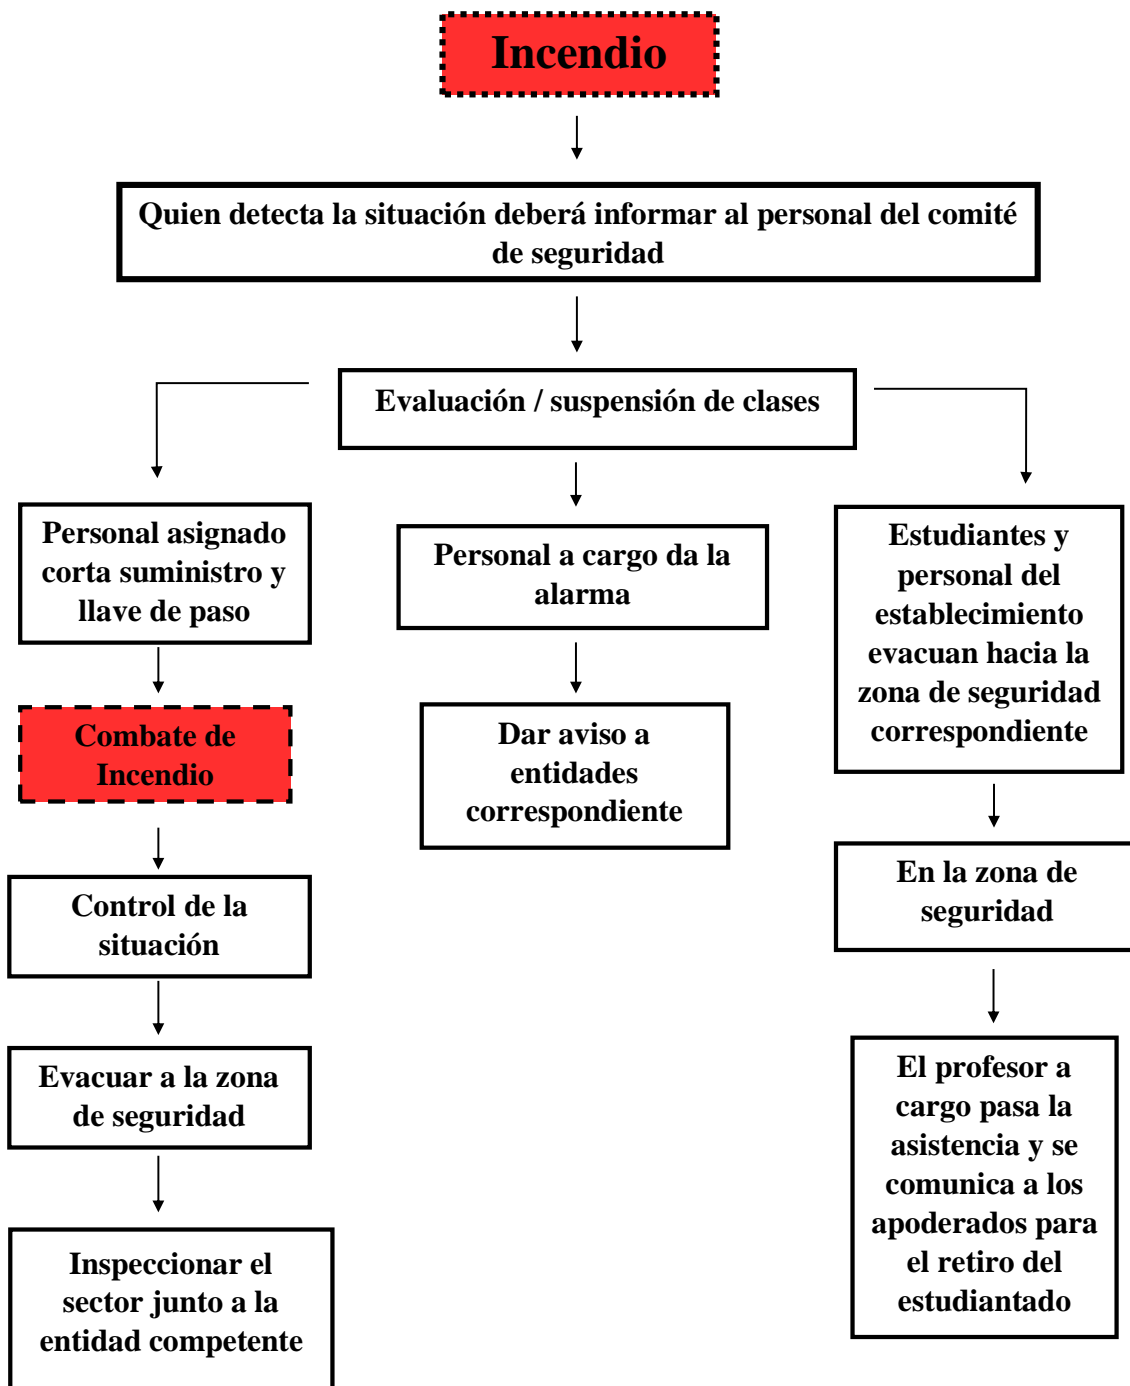 Incendio
Quien detecta la situación deberá informar al personal del comité
de seguridad
Evaluación / suspensión de clases
Personal asignado
corta suministro y
llave de paso
Combate de
Incendio
Control de la
situación
Evacuar a la zona
de seguridad
Inspeccionar el
sector junto a la
entidad competente
Personal a cargo da la
alarma
Dar aviso a
entidades
correspondiente
Estudiantes y
personal del
establecimiento
evacuan hacia la
zona de seguridad
correspondiente
En la zona de
seguridad
El profesor a
cargo pasa la
asistencia y se
comunica a los
apoderados para
el retiro del
estudiantado